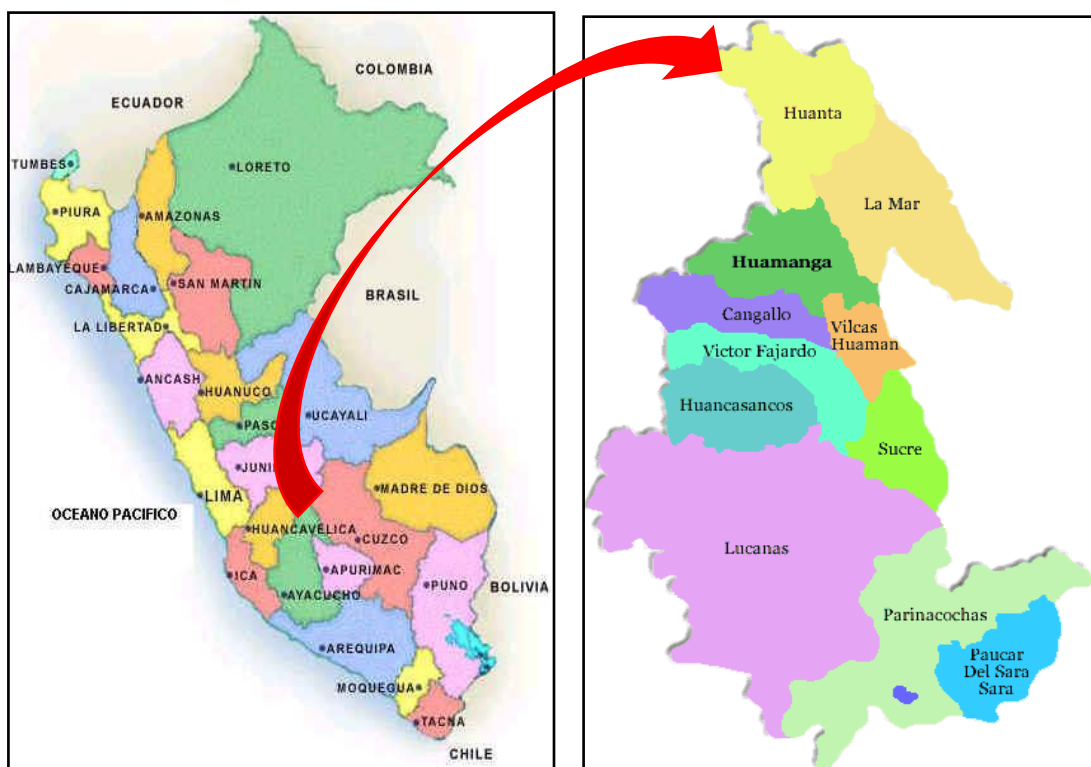 COLOMBIA
ECUADOR
TUMBES
LORETO
PIURA
AMAZONAS
LAMBAYEQUE
SAN MARTIN
CAJAMARCA
BRASIL
LA LIBERTAD
ANCASH
HUANUCO
UCAYALI
PASC
JUNI
MADRE DE DIOS
LIMA
OCEANO PACIFICO
HUANCAVELICA
CUZCO
ICA
APURIMAC
PUNO
BOLIVIA
AYACUCHO
AREQUIPA
MOQUEGUA
TACNA
CHILE
Huanta
La Mar
Huamanga
Cangallo
Vilcas
Huaman
Victor Fajardo
Huancasancos
Sucre
Lucanas
Parinacochas
Paucar
Del Sara
Sara